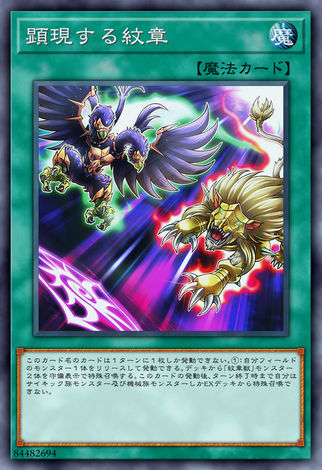 顕現する紋章
魔
【魔法カード】
このカード名のカードは1ターンに1枚しか発動できない。①:自分フィールド
のモンスター1体をリリースして発動できる。デッキから「紋章獣」モンスター
2体を守備表示で特殊召喚する。このカードの発動後、ターン終了時まで自分は
サイキック族モンスター及び機械族モンスターしかEXデッキから特殊召喚で
きない。
84482694